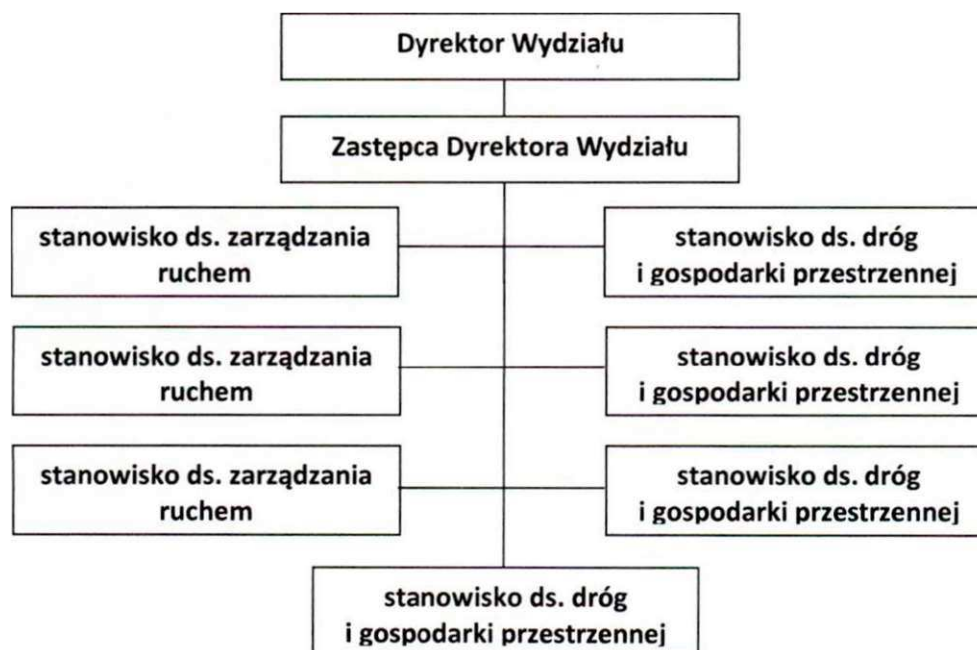 Dyrektor Wydziału
Zastępca Dyrektora Wydziału
stanowisko ds. zarządzania
ruchem
stanowisko ds. dróg
i gospodarki przestrzennej
stanowisko ds. zarządzania
ruchem
stanowisko ds. dróg
i gospodarki przestrzennej
stanowisko ds. zarządzania
ruchem
stanowisko ds. dróg
i gospodarki przestrzennej
stanowisko ds. dróg
i gospodarki przestrzennej